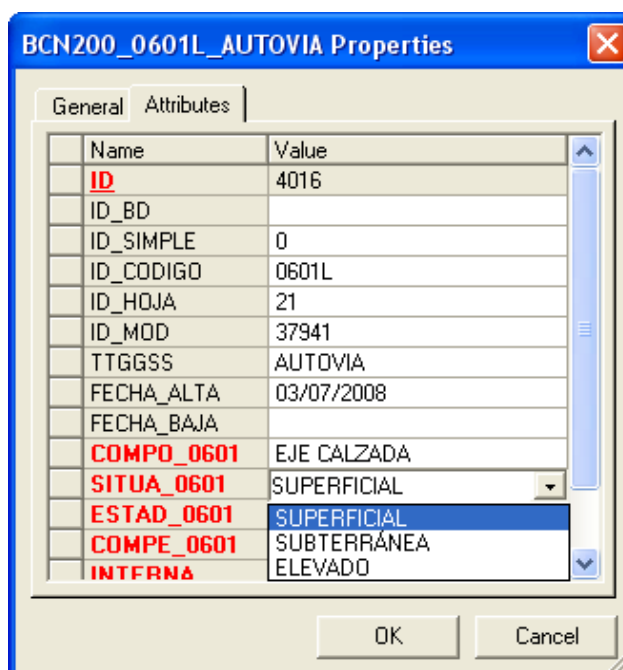 BCN200_0601L_AUTOVIA Properties
General Attributes
Name Value
ID 4016
ID_BD
ID_SIMPLE 0
ID_CODIGO 0601L
ID_HOJA 21
ID_MOD 37941
TTGGSS AUTOVIA
FECHA_ALTA 03/07/2008
FECHA_BAJA
COMPO_0601 EJE CALZADA
SITUA_0601 SUPERFICIAL
ESTAD_0601 SUPERFICIAL
COMPE_0601 SUBTERRÁNEA
INTERNA ELEVADO
OK Cancel